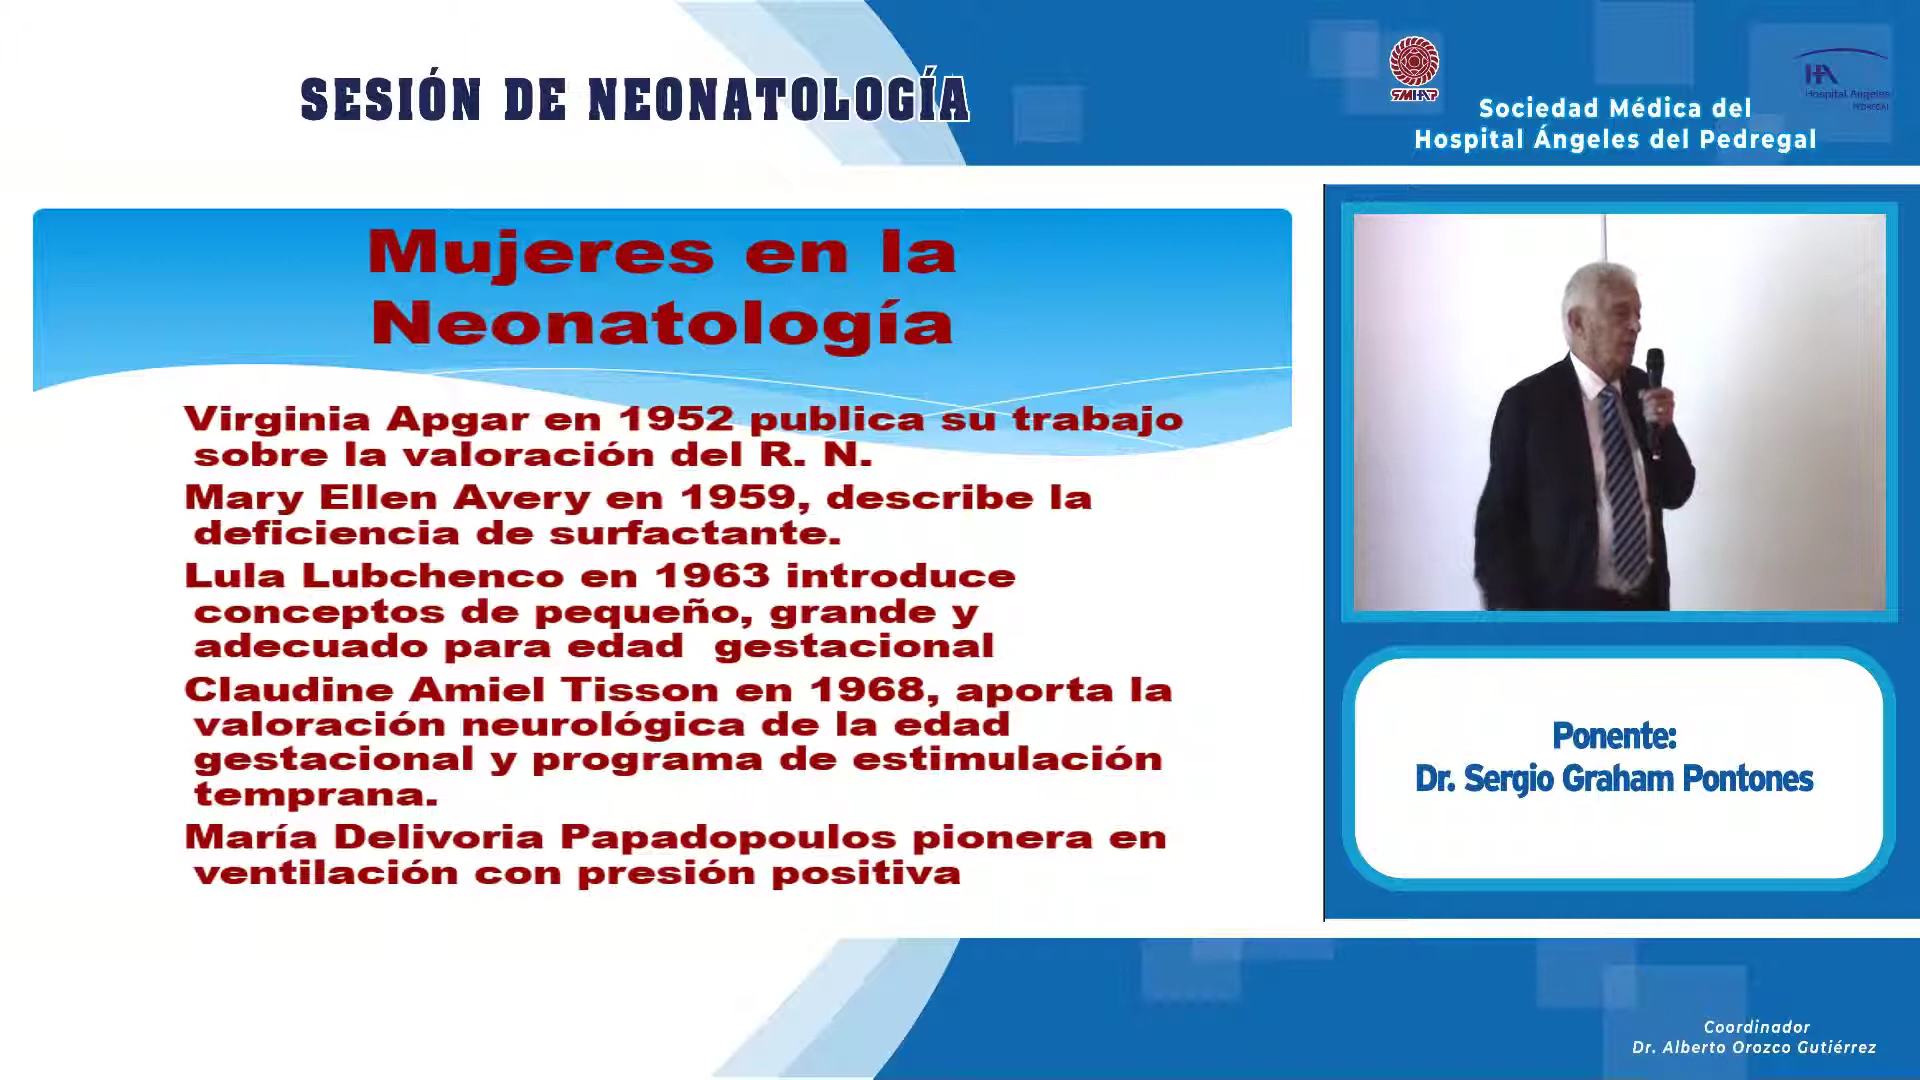 SESIÓN DE NEONATOLOGÍA
SMHAP
Sociedad Médica del
Hospital Ángeles del Pedregal
HA
Hospital Angeles
PEDREGAL
Mujeres en la
Neonatología
Virginia Apgar en 1952 publica su trabajo
sobre la valoración del R. N.
Mary Ellen Avery en 1959, describe la
deficiencia de surfactante.
Lula Lubchenco en 1963 introduce
conceptos de pequeño, grande y
adecuado para edad gestacional
Claudine Amiel Tisson en 1968, aporta la
valoración neurológica de la edad
gestacional y programa de estimulación
temprana.
María Delivoria Papadopoulos pionera en
ventilación con presión positiva
Ponente:
Dr. Sergio Graham Pontones
Coordinador
Dr. Alberto Orozco Gutiérrez